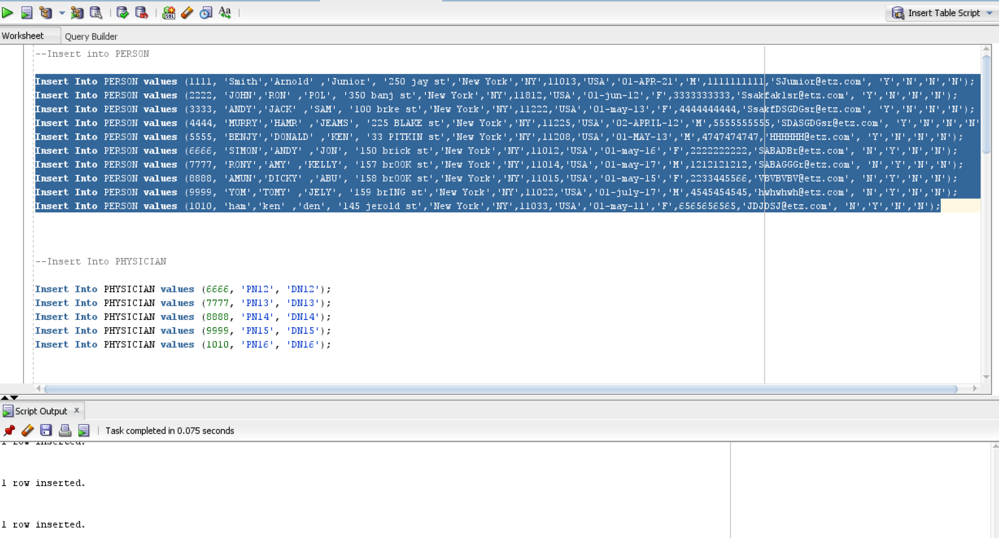 Insert Table Script
Worksheet
Query Builder
--Insert into PERSON
Insert Into PERSON values (1111, 'Smith','Arnold' ,'Junior', '250 jay st','New York','NY',11013,'USA','01-APR-21','M',1111111111,'SJumior@etz.com', 'Y','N','N','N');
Insert Into PERSON values (2222, 'JOHN','RON' ,'POL', '350 banj st','New York','NY',11812,'USA','01-jun-12','F',3333333333,'Ssakfaklsr@etz.com', 'Y','N','N','N');
Insert Into PERSON values (3333, 'ANDY','JACK' ,'SAM', '100 brke st','New York','NY',11222,'USA','01-may-13','F',4444444444,'SsakfDSGDGsr@etz.com', 'Y','N','N','N');
Insert Into PERSON values (4444, 'MURRY','HAMR' ,'JEAMS', '225 BLAKE st','New York','NY',11225,'USA','02-APRIL-12','M',5555555555,'SDASGDGsr@etz.com', 'Y','N','N','N'
Insert Into PERSON values (5555, 'BENJY','DONALD' ,'KEN', '33 PITKIN st','New York','NY',11208,'USA','01-MAY-13','M',4747474747,'HHHHHH@etz.com', 'Y','N','N','N');
Insert Into PERSON values (6666, 'SIMON','ANDY' ,'JON', '150 brick st','New York','NY',11012,'USA','01-may-16','F',2222222222,'SABADBr@etz.com', 'N','Y','N','N');
Insert Into PERSON values (7777, 'RONY','AMY' ,'KELLY', '157 brOOK st','New York','NY',11014,'USA','01-may-17','M',1212121212,'SABAGGGr@etz.com', 'N','Y','N','N');
Insert Into PERSON values (8888, 'AMUN','DICKY' ,'ABU', '158 brOOK st','New York','NY',11015,'USA','01-may-15','F',2233445566,'VBVBVBV@etz.com', 'N','Y','N','N');
Insert Into PERSON values (9999, 'YOM','TOMY' ,'JELY', '159 brING st','New York','NY',11022,'USA','01-july-17','M',4545454545,'hwhwhwh@etz.com', 'N','Y','N','N');
Insert Into PERSON values (1010, 'ham','ken' ,'den', '145 jerold st','New York','NY',11033,'USA','01-may-11','F',6565656565,'JDJDSJ@etz.com', 'N','Y','N','N');
--Insert Into PHYSICIAN
Insert Into PHYSICIAN values (6666, 'PN12', 'DN12');
Insert Into PHYSICIAN values (7777, 'PN13', 'DN13');
Insert Into PHYSICIAN values (8888, 'PN14', 'DN14');
Insert Into PHYSICIAN values (9999, 'PN15', 'DN15');
Insert Into PHYSICIAN values (1010, 'PN16', 'DN16');
Script Output
Task completed in 0.075 seconds
1 row inserted.
1 row inserted.
1 row inserted.